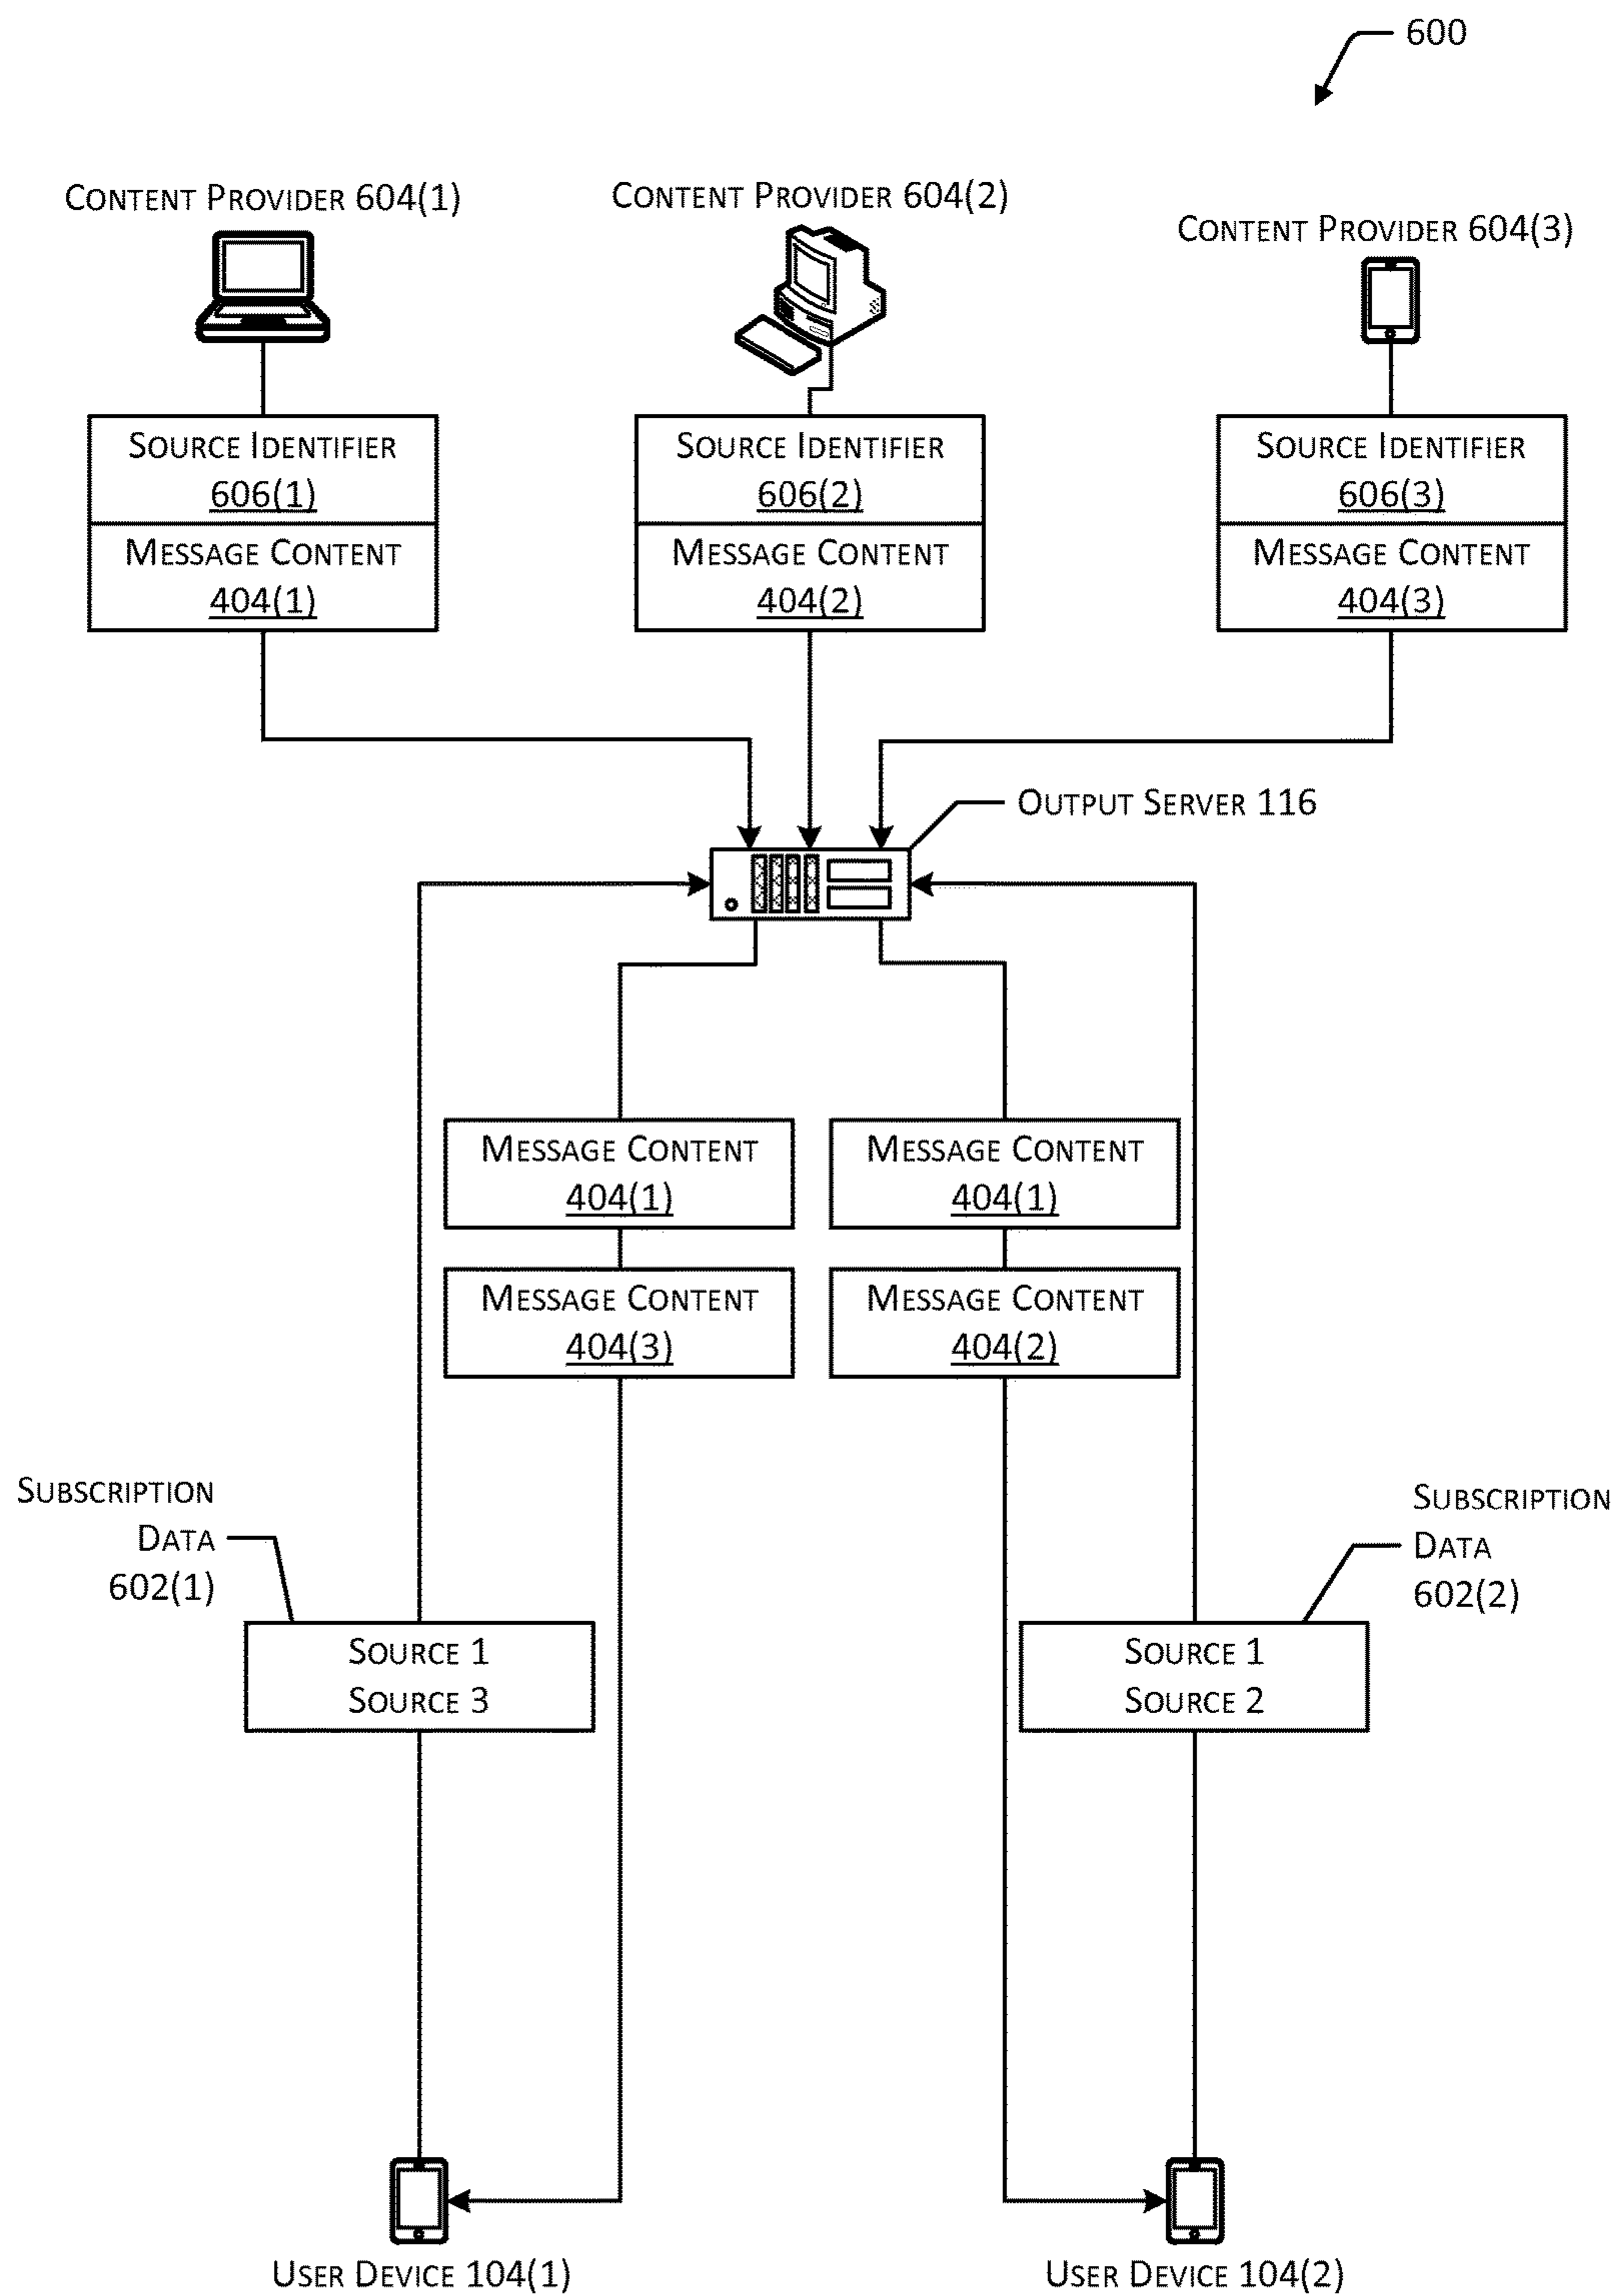 600
Content Provider 604(1)
Content Provider 604(2)
Content Provider 604(3)
Source Identifier
606(1)
Message Content
404(1)
Source Identifier
606(2)
Message Content
404(2)
Source Identifier
606(3)
Message Content
404(3)
Output Server 116
Message Content
404(1)
Message Content
404(3)
Message Content
404(1)
Message Content
404(2)
Subscription
Data
602(1)
Source 1
Source 3
Subscription
Data
602(2)
Source 1
Source 2
User Device 104(1)
User Device 104(2)